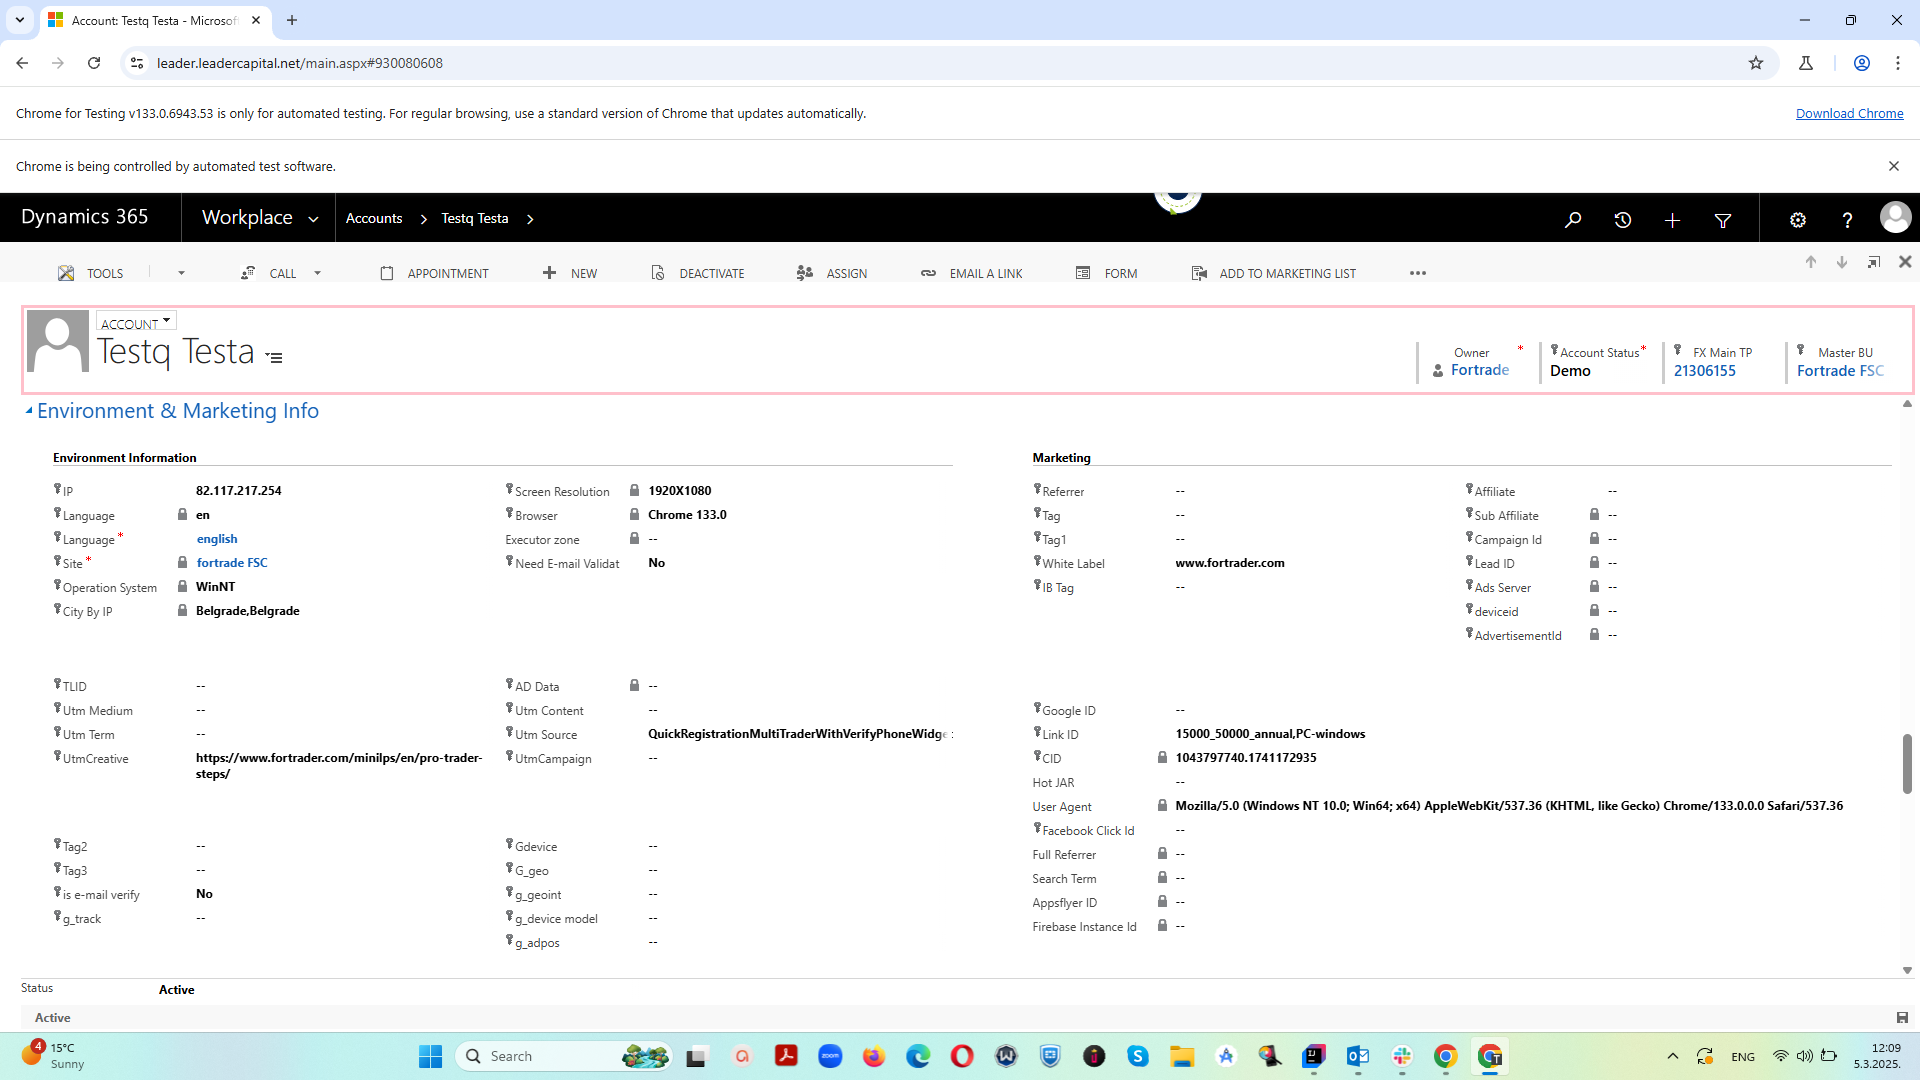 Account: Testq Testa - Microsof
leader.leadercapital.net/main.aspx#930080608
Chrome for Testing v133.0.6943.53 is only for automated testing. For regular browsing, use a standard version of Chrome that updates automatically.
Download Chrome
Chrome is being controlled by automated test software.
Dynamics 365
Workplace
Accounts
Testq Testa
TOOLS
CALL
APPOINTMENT
NEW
DEACTIVATE
ASSIGN
EMAIL A LINK
FORM
ADD TO MARKETING LIST
ACCOUNT
Testq Testa
Owner *
Fortrade
Account Status *
Demo
FX Main TP
21306155
Master BU
Fortrade FSC
Environment & Marketing Info
Environment Information
IP 82.117.217.254
Language en
Language * english
Site * fortrade FSC
Operation System WinNT
City By IP Belgrade,Belgrade
Screen Resolution 1920X1080
Browser Chrome 133.0
Executor zone --
Need E-mail Validat No
Marketing
Referrer --
Tag --
Tag1 --
White Label www.fortrader.com
IB Tag --
Affiliate --
Sub Affiliate --
Campaign Id --
Lead ID --
Ads Server --
deviceid --
AdvertisementId --
TLID --
Utm Medium --
Utm Term --
UtmCreative https://www.fortrader.com/minilps/en/pro-trader-
steps/
AD Data --
Utm Content --
Utm Source QuickRegistrationMultiTraderWithVerifyPhoneWidge
UtmCampaign --
Google ID --
Link ID 15000_50000_annual,PC-windows
CID 1043797740.1741172935
Hot JAR --
User Agent Mozilla/5.0 (Windows NT 10.0; Win64; x64) AppleWebKit/537.36 (KHTML, like Gecko) Chrome/133.0.0.0 Safari/537.36
Facebook Click Id --
Full Referrer --
Search Term --
Appsflyer ID --
Firebase Instance Id --
Tag2 --
Tag3 --
is e-mail verify No
g_track --
Gdevice --
G_geo --
g_geoint --
g_device model --
g_adpos --
Status Active
Active
4
15°C
Sunny
Search
zoom
ENG
12:09
5.3.2025.